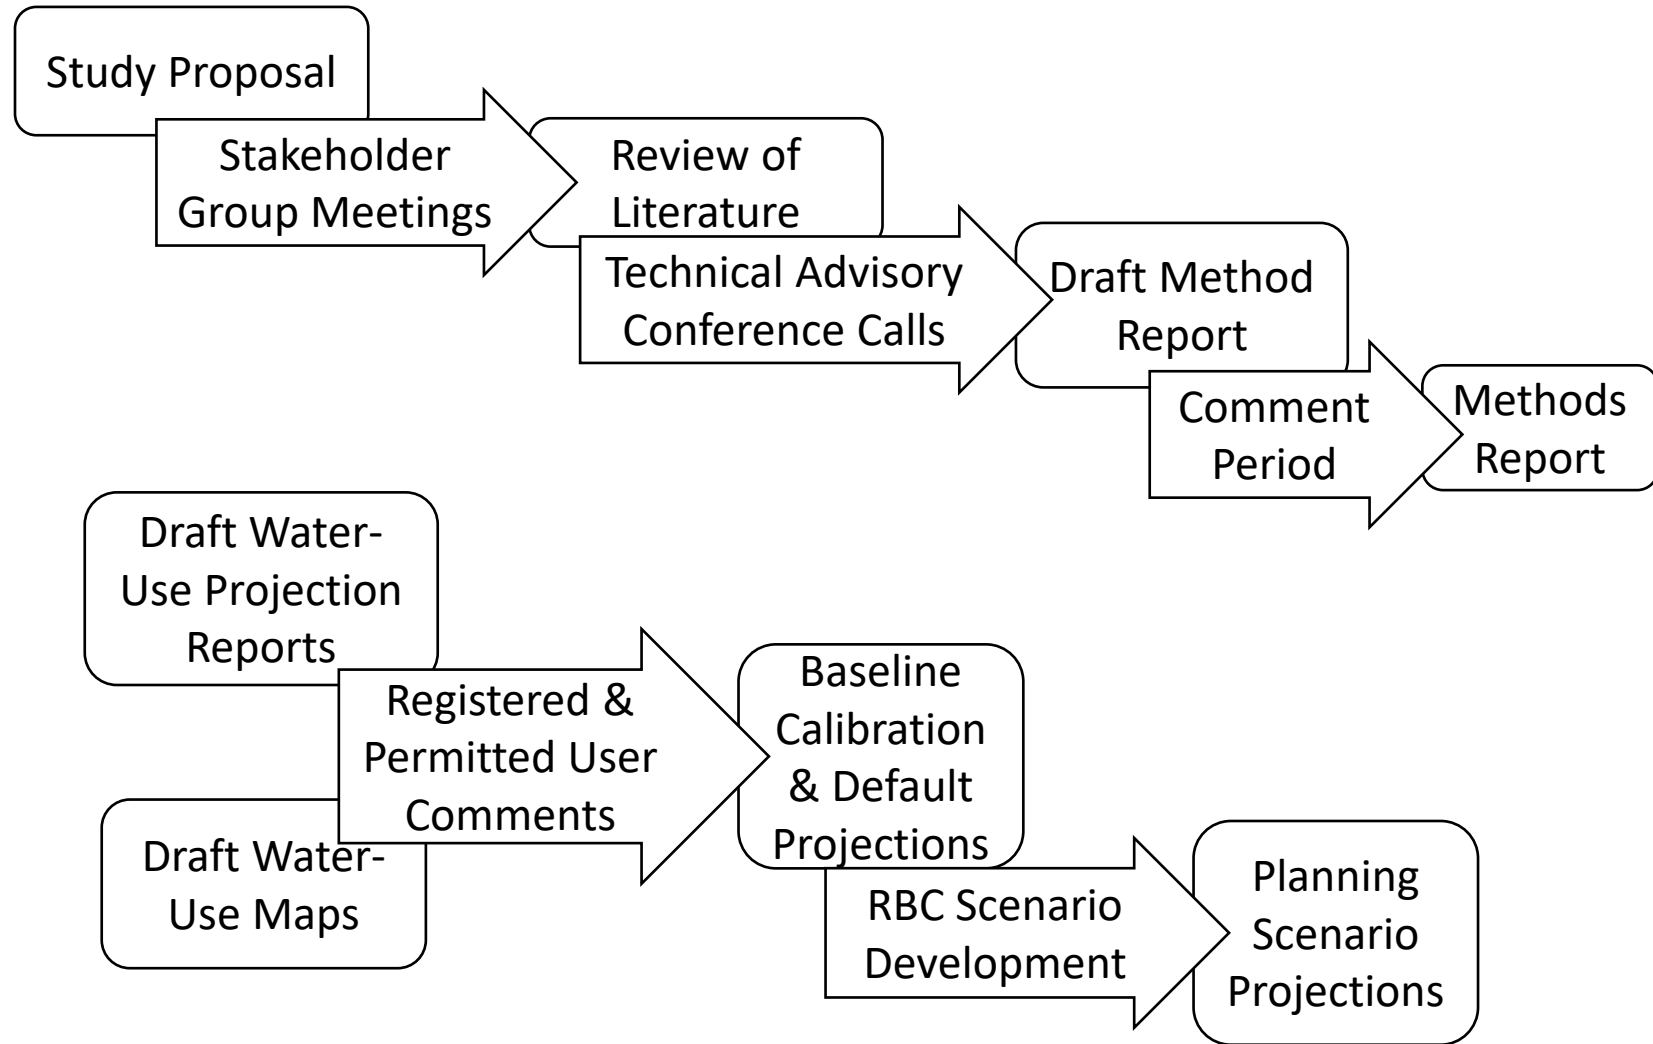 Study Proposal
Stakeholder
Group Meetings
Review of
Literature
Technical Advisory
Conference Calls
Draft Method
Report
Comment
Period
Methods
Report
Draft Water-
Use Projection
Reports
Draft Water-
Use Maps
Registered &
Permitted User
Comments
Baseline
Calibration
& Default
Projections
RBC Scenario
Development
Planning
Scenario
Projections